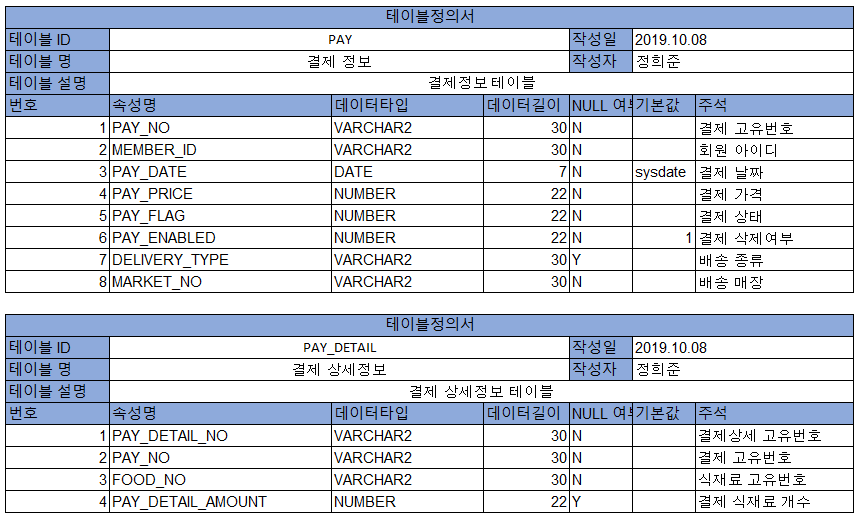 테이블정의서
테이블 ID PAY 작성일 2019.10.08
테이블 명 결제 정보 작성자 정희준
테이블 설명 결제정보 테이블
번호 속성명 데이터타입 데이터길이 NULL 여부 기본값 주석
1 PAY_NO VARCHAR2 30 N 결제 고유번호
2 MEMBER_ID VARCHAR2 30 N 회원 아이디
3 PAY_DATE DATE 7 N sysdate 결제 날짜
4 PAY_PRICE NUMBER 22 N 결제 가격
5 PAY_FLAG NUMBER 22 N 결제 상태
6 PAY_ENABLED NUMBER 22 N 1 결제 삭제여부
7 DELIVERY_TYPE VARCHAR2 30 Y 배송 종류
8 MARKET_NO VARCHAR2 30 N 배송 매장
테이블정의서
테이블 ID PAY_DETAIL 작성일 2019.10.08
테이블 명 결제 상세정보 작성자 정희준
테이블 설명 결제 상세정보 테이블
번호 속성명 데이터타입 데이터길이 NULL 여부 기본값 주석
1 PAY_DETAIL_NO VARCHAR2 30 N 결제상세 고유번호
2 PAY_NO VARCHAR2 30 N 결제 고유번호
3 FOOD_NO VARCHAR2 30 N 식재료 고유번호
4 PAY_DETAIL_AMOUNT NUMBER 22 Y 결제 식재료 개수